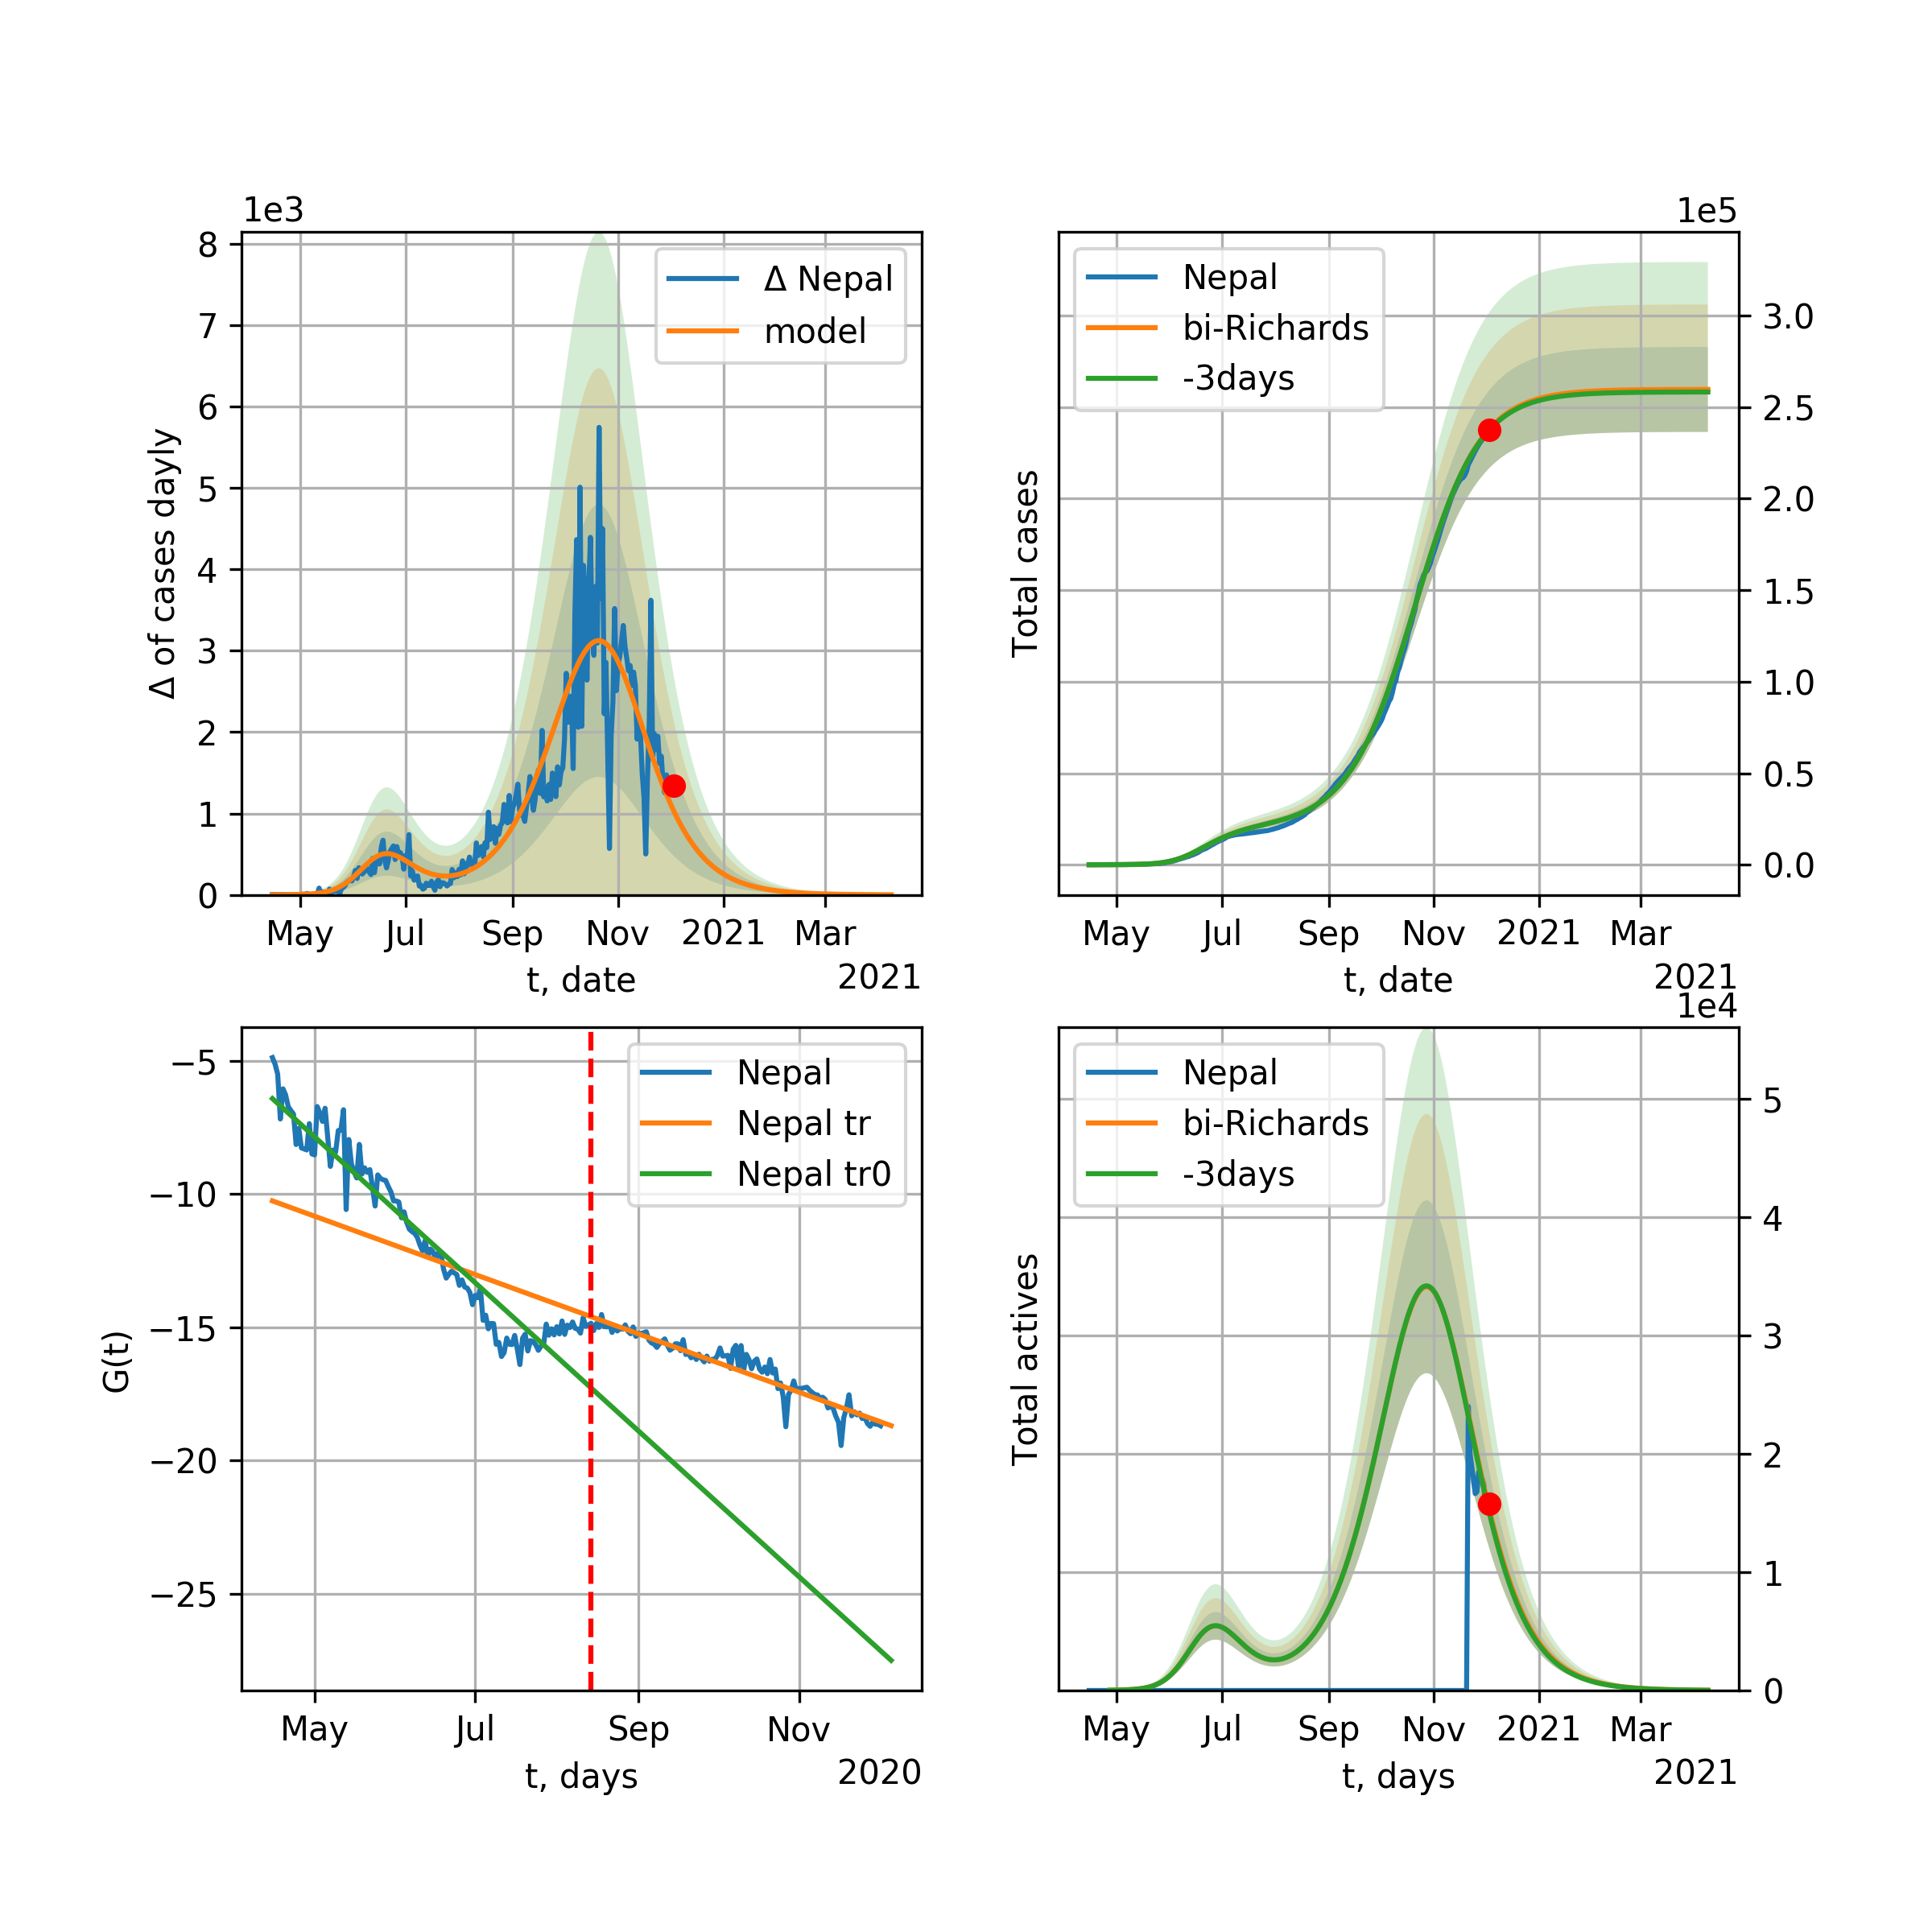 1e3
8
7
6
5
4
3
2
1
0
Δ of cases dayly
Δ Nepal
model
May Jul Sep Nov 2021 Mar
t, date
2021
1e5
Nepal
bi-Richards
-3days
Total cases
3.0
2.5
2.0
1.5
1.0
0.5
0.0
May Jul Sep Nov 2021 Mar
t, date
2021
−5
−10
−15
−20
−25
G(t)
Nepal
Nepal tr
Nepal tr0
May Jul Sep Nov
t, days
2020
1e4
Nepal
bi-Richards
-3days
Total actives
5
4
3
2
1
0
May Jul Sep Nov 2021 Mar
t, days
2021